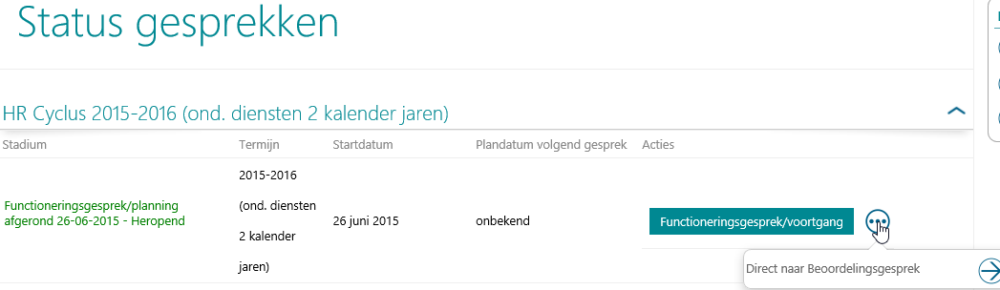 Status gesprekken
HR Cyclus 2015-2016 (ond. diensten 2 kalender jaren)
Stadium Termijn Startdatum Plandatum volgend gesprek Acties
Functioneringsgesprek/planning
afgerond 26-06-2015 - Heropend
2015-2016
(ond. diensten
2 kalender
jaren)
26 juni 2015
onbekend
Functioneringsgesprek/voortgang
Direct naar Beoordelingsgesprek